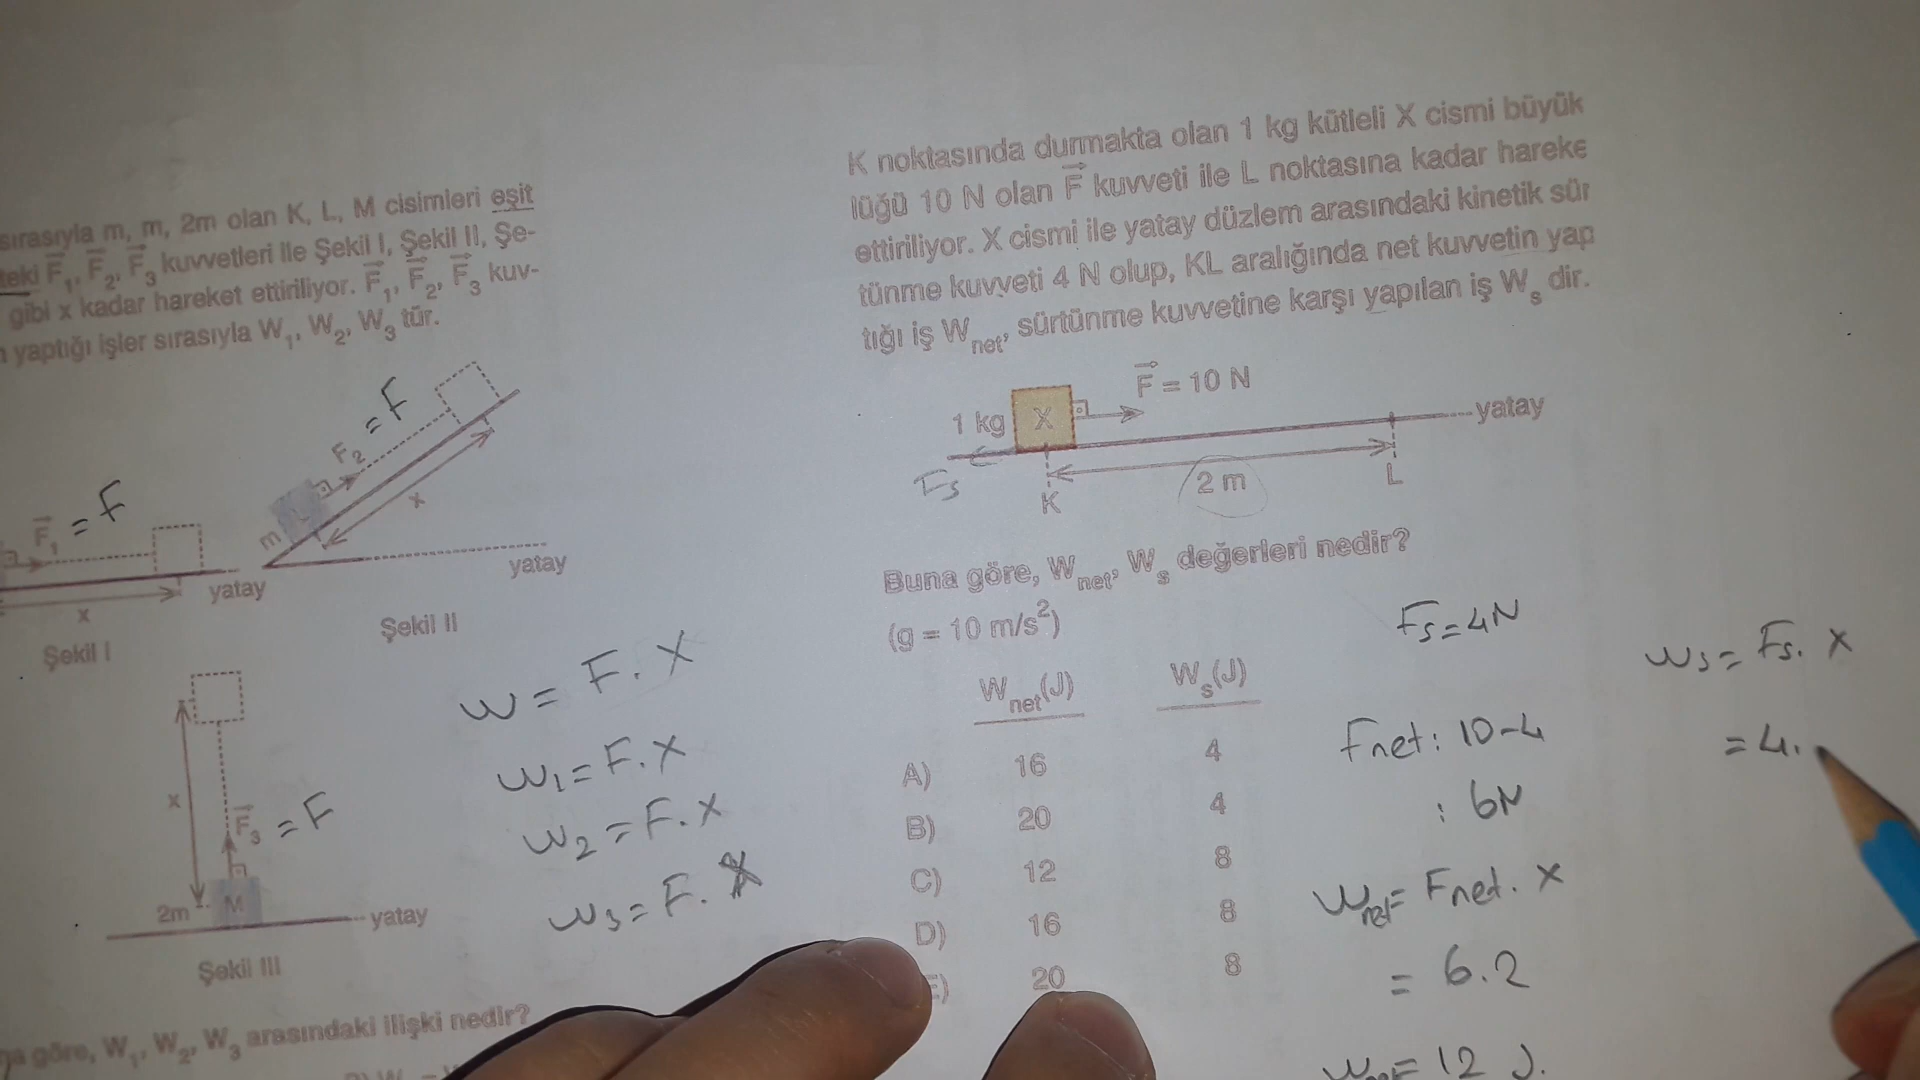 sırasıyla m, m, 2m olan K, L, M cisimleri eşit
teki F₁, F₂, F₃ kuvvetleri ile Şekil I, Şekil II, Şe-
gibi x kadar hareket ettiriliyor. F₁, F₂, F₃ kuv-
yaptığı işler sırasıyla W₁, W₂, W₃ tür.
F₁ = F
x
yatay
Şekil I
F₂ = F
m
x
yatay
Şekil II
x
F₃ = F
2m
M
yatay
Şekil III
göre, W₁, W₂, W₃ arasındaki ilişki nedir?
W = F.X
W₁ = F.X
W₂ = F.X
W₃ = F.X
K noktasında durmakta olan 1 kg kütleli X cismi büyük
lüğü 10 N olan F kuvveti ile L noktasına kadar hareke
ettiriliyor. X cismi ile yatay düzlem arasındaki kinetik sür
tünme kuvveti 4 N olup, KL aralığında net kuvvetin yap
tığı iş Wnet, sürtünme kuvvetine karşı yapılan iş Ws dir.
F = 10 N
1 kg X
yatay
Fs
K
2 m
L
Buna göre, Wnet, Ws değerleri nedir?
(g = 10 m/s²)
Wnet(J) Ws(J)
A) 16 4
B) 20 4
C) 12 8
D) 16 8
E) 20 8
Fs = 4N
Fnet: 10-4
: 6N
Wnet = Fnet. X
= 6.2
= 12 J.
Ws = Fs. X
= 4.